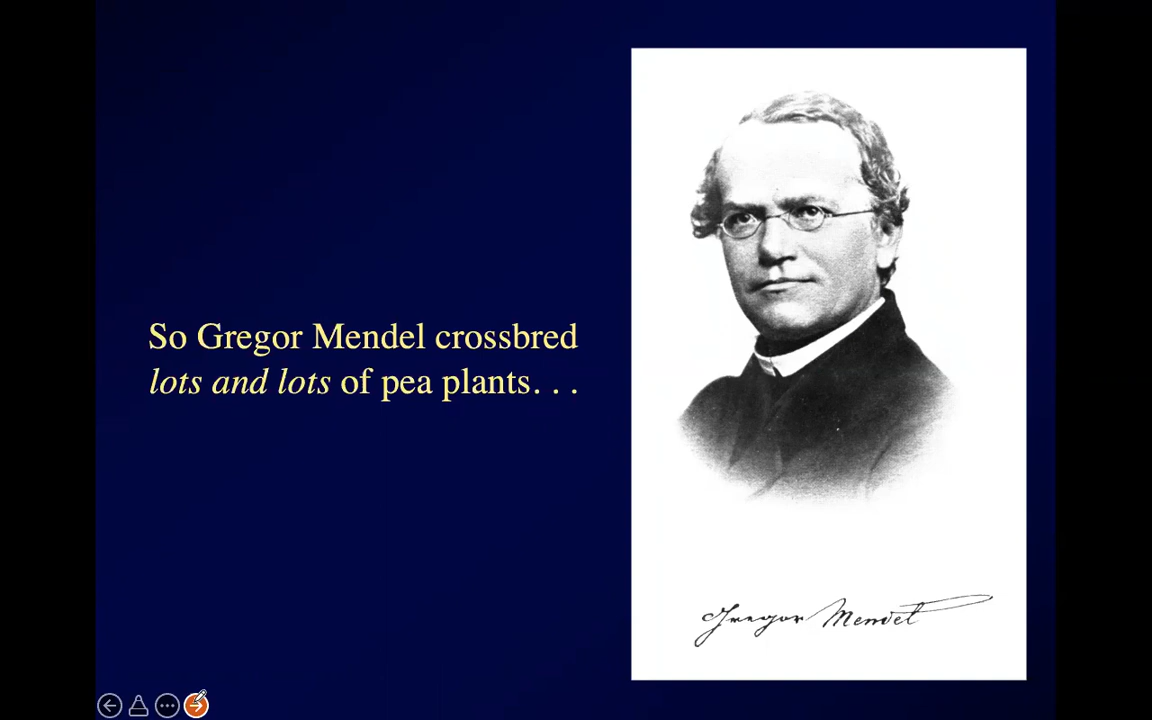 So Gregor Mendel crossbred
lots and lots of pea plants. . .
Gregor Mendel